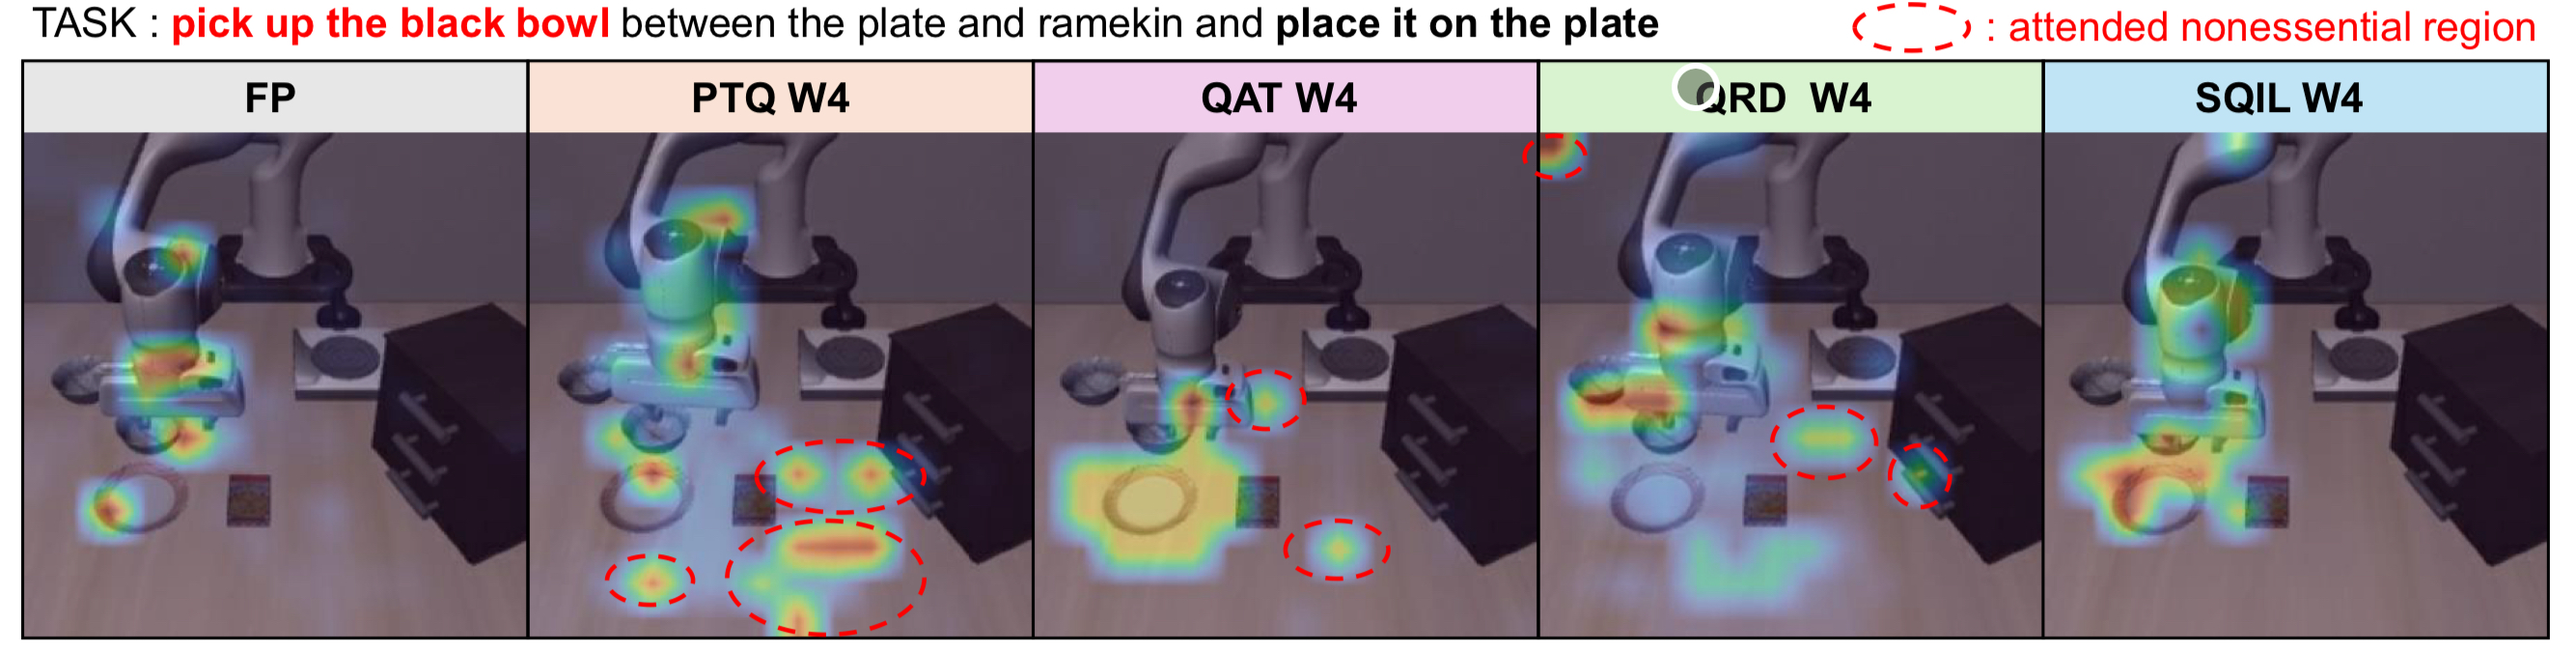 TASK : pick up the black bowl between the plate and ramekin and place it on the plate
: attended nonessential region
FP
PTQ W4
QAT W4
QRD W4
SQIL W4